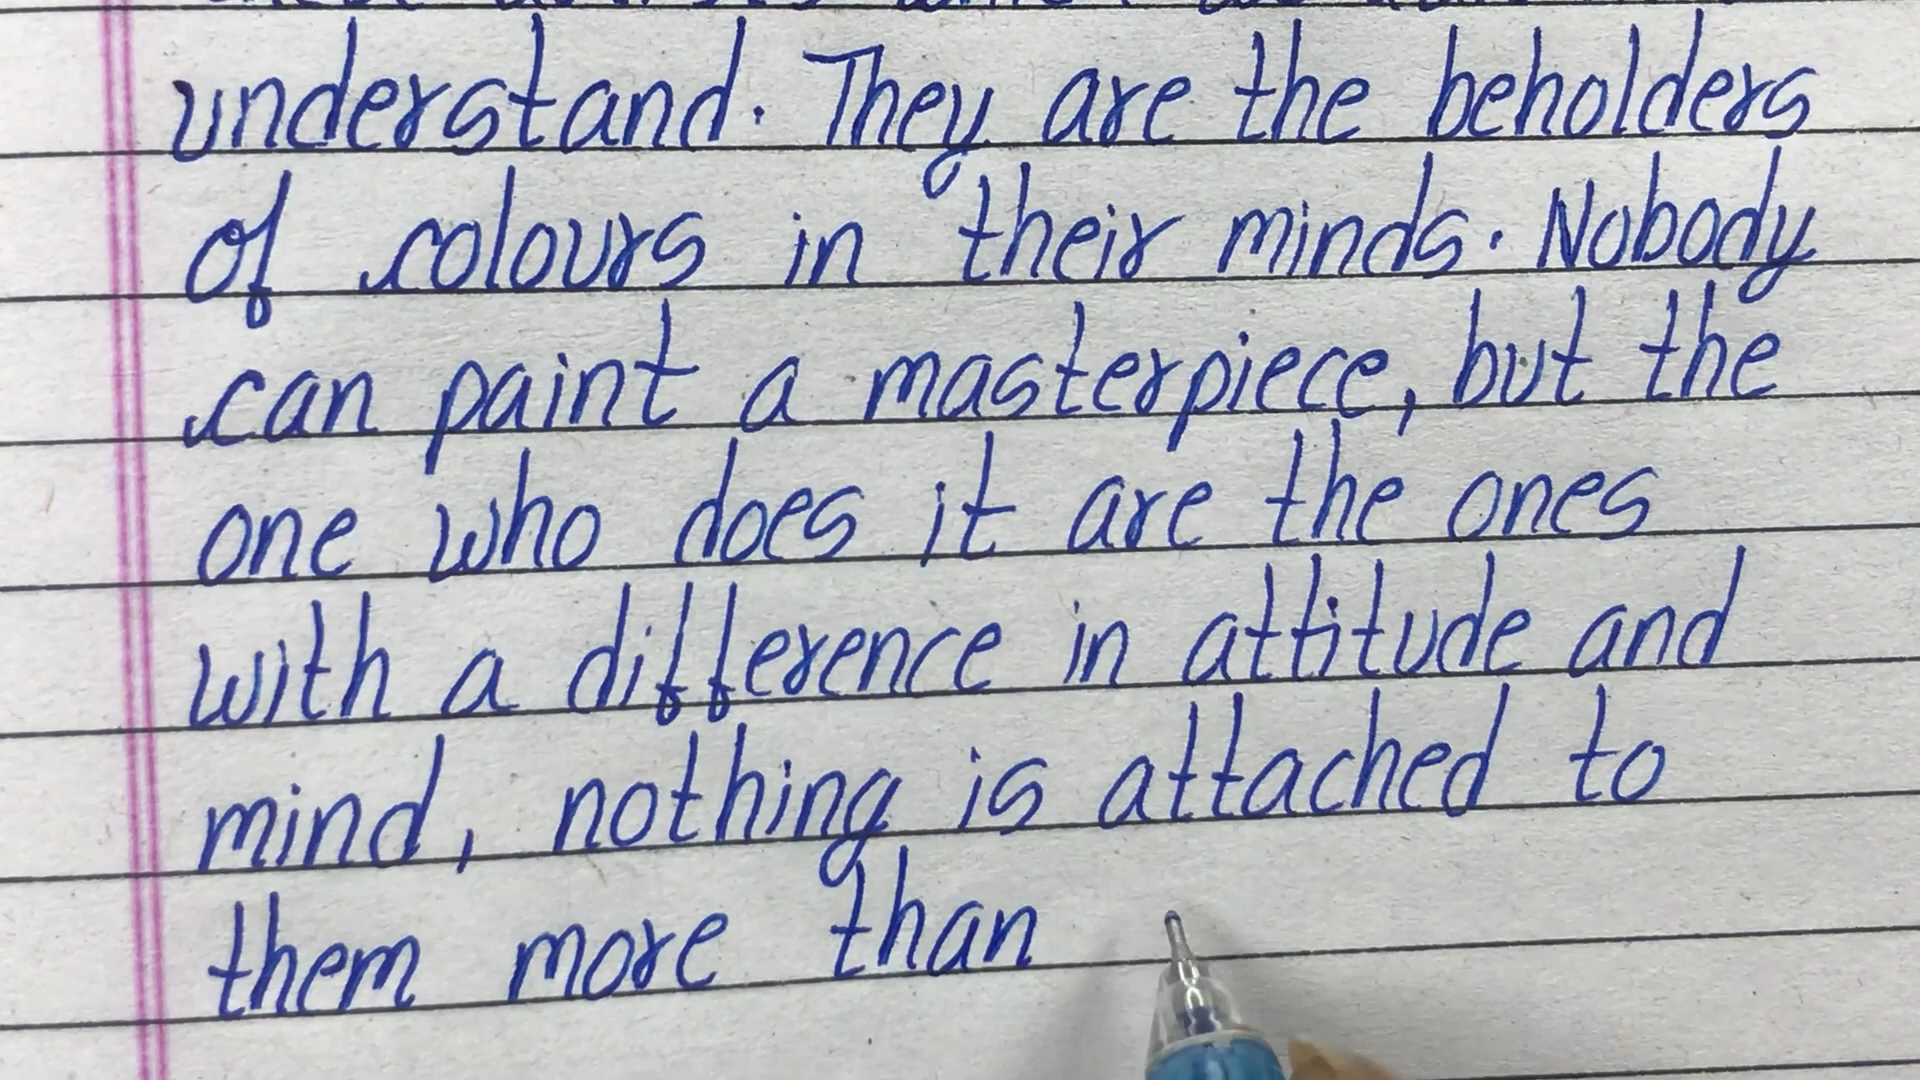 understand. They are the beholders
of colours in their minds. Nobody
can paint a masterpiece, but the
one who does it are the ones
with a difference in attitude and
mind, nothing is attached to
them more than